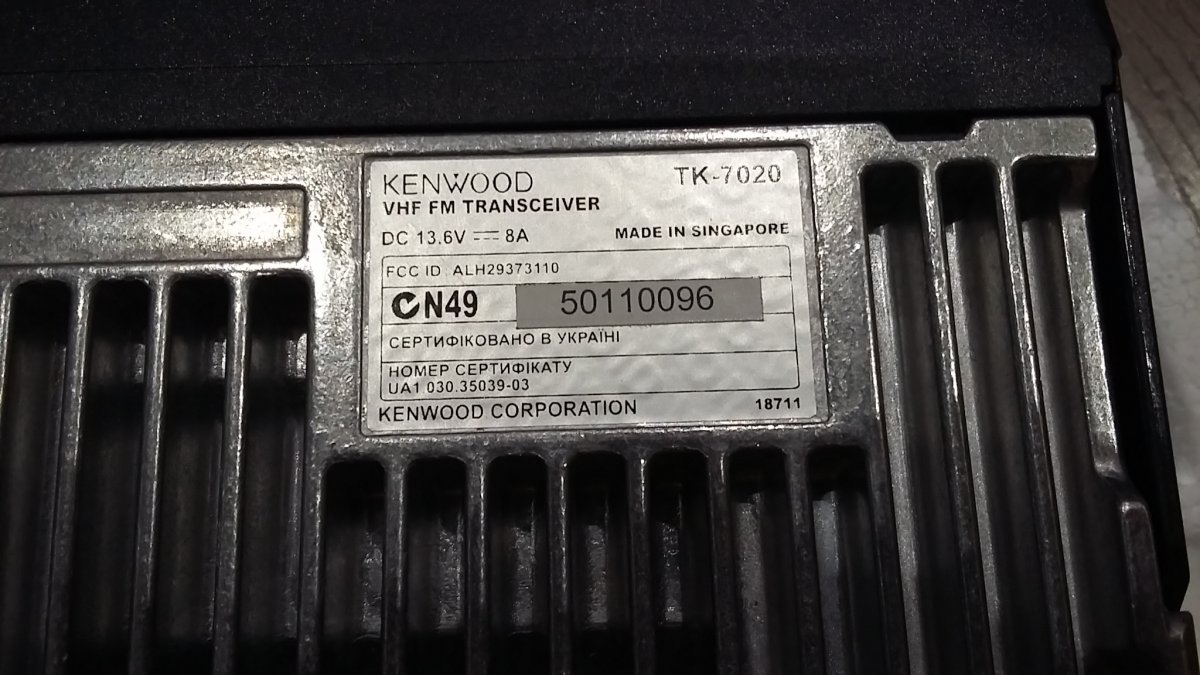 KENWOOD TK-7020
VHF FM TRANSCEIVER
DC 13.6V ⎓ 8A MADE IN SINGAPORE
FCC ID ALH29373110
N49 50110096
СЕРТИФІКОВАНО В УКРАЇНІ
НОМЕР СЕРТИФІКАТУ
UA1 030.35039-03
KENWOOD CORPORATION 18711